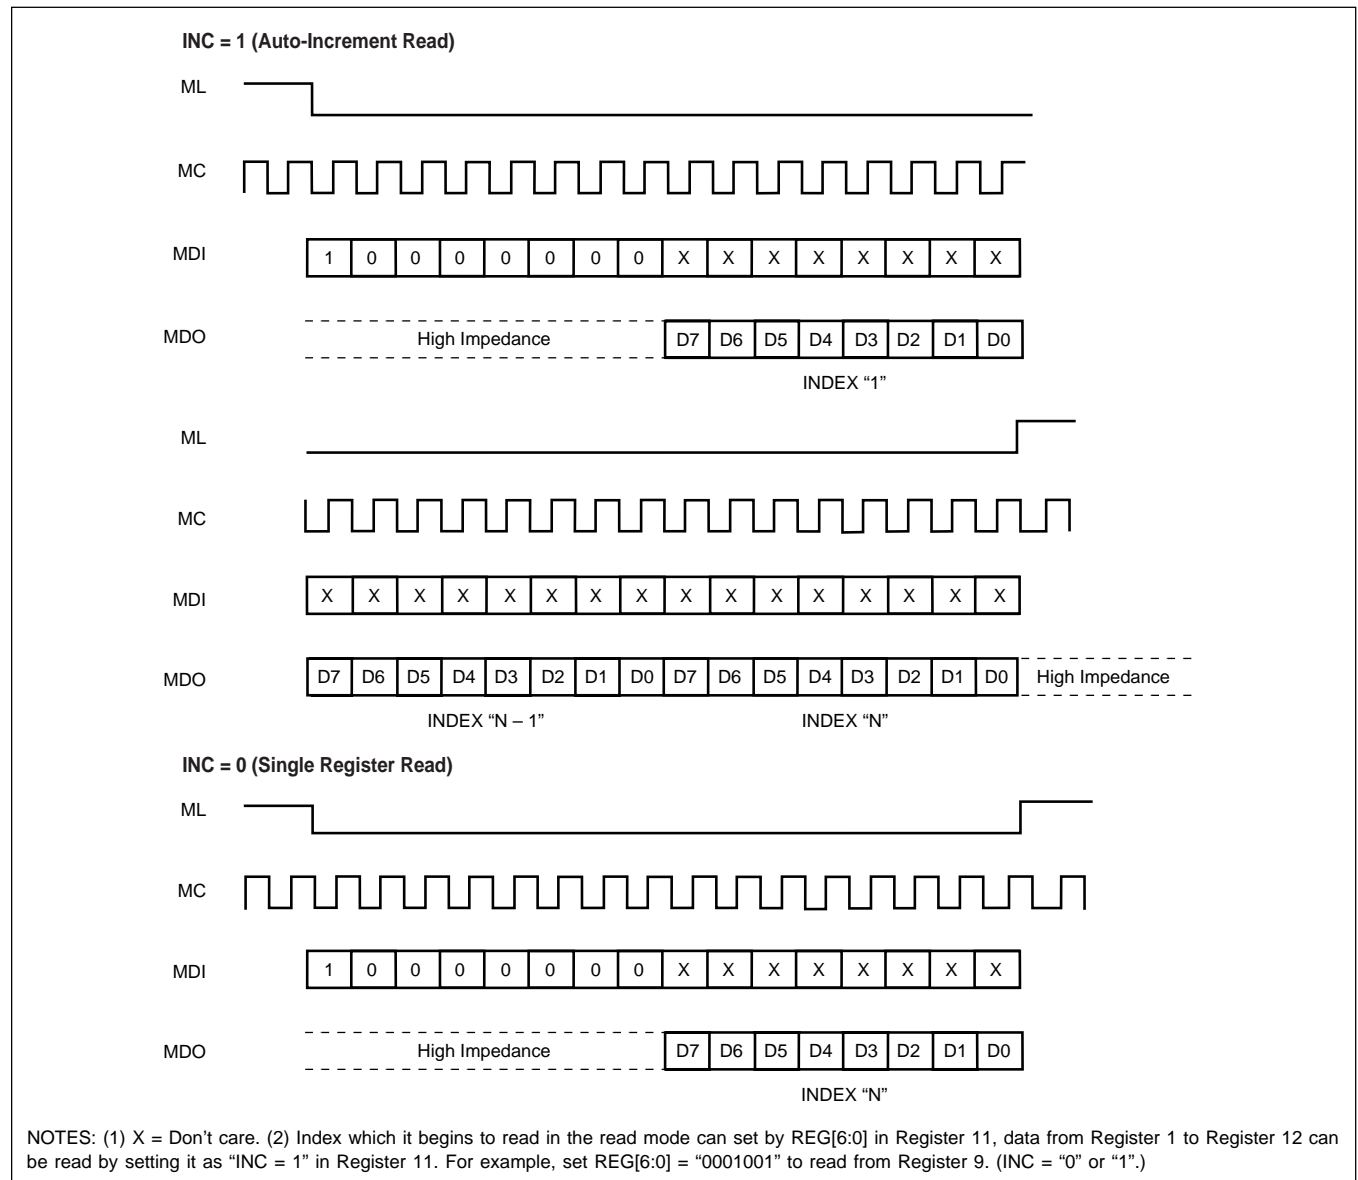 INC = 1 (Auto-Increment Read)
ML
MC
MDI 1 0 0 0 0 0 0 0 X X X X X X X X
MDO High Impedance D7 D6 D5 D4 D3 D2 D1 D0
INDEX “1”
ML
MC
MDI X X X X X X X X X X X X X X X X
MDO D7 D6 D5 D4 D3 D2 D1 D0 D7 D6 D5 D4 D3 D2 D1 D0 High Impedance
INDEX “N – 1” INDEX “N”
INC = 0 (Single Register Read)
ML
MC
MDI 1 0 0 0 0 0 0 0 X X X X X X X X
MDO High Impedance D7 D6 D5 D4 D3 D2 D1 D0
INDEX “N”
NOTES: (1) X = Don’t care. (2) Index which it begins to read in the read mode can set by REG[6:0] in Register 11, data from Register 1 to Register 12 can
be read by setting it as “INC = 1” in Register 11. For example, set REG[6:0] = “0001001” to read from Register 9. (INC = “0” or “1”.)